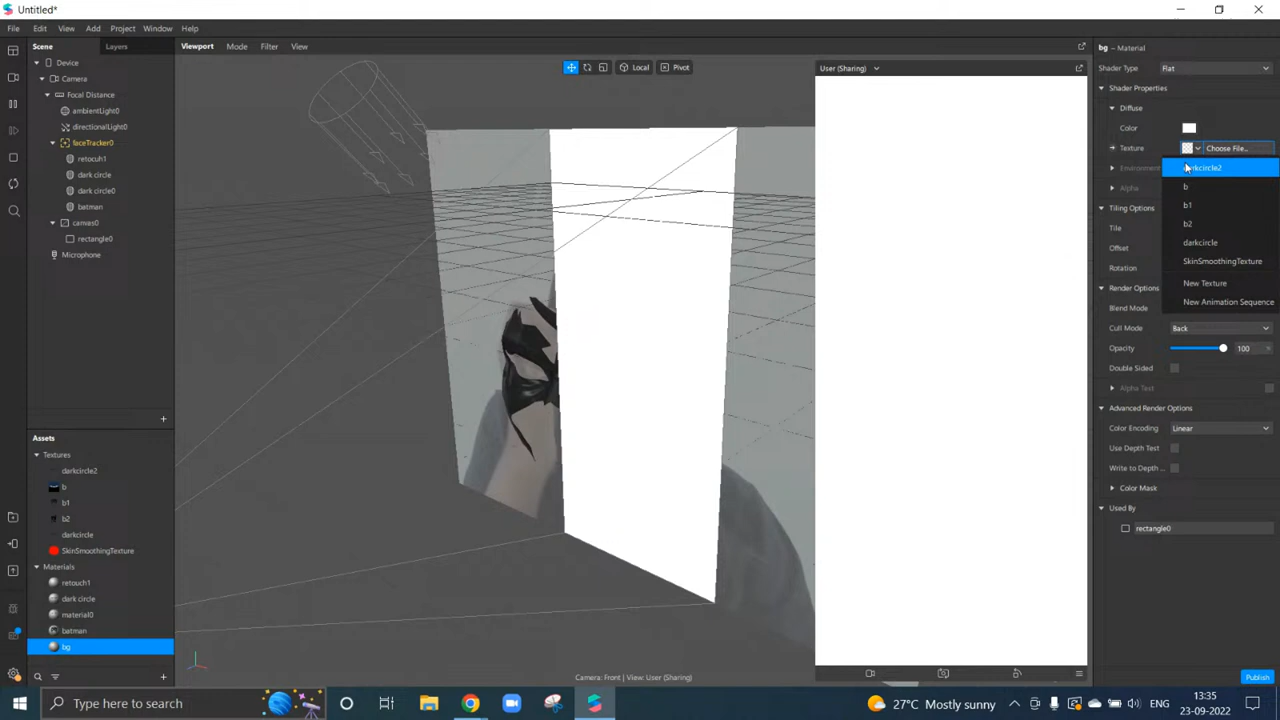 Untitled*
File Edit View Add Project Window Help
Scene Layers
Device
Camera
Focal Distance
ambientLight0
directionalLight0
faceTracker0
retocuh1
dark circle
dark circle0
batman
canvas0
rectangle0
Microphone
Assets
Textures
darkcircle2
b
b1
b2
darkcircle
SkinSmoothingTexture
Materials
retouch1
dark circle
material0
batman
bg
Viewport Mode Filter View
Local Pivot
User (Sharing)
Camera: Front | View: User (Sharing)
bg – Material
Shader Type Flat
Shader Properties
Diffuse
Color
Texture Choose File...
Environment
Alpha
Tiling Options
Tile
Offset
Rotation
Render Options
Blend Mode
darkcircle2
b
b1
b2
darkcircle
SkinSmoothingTexture
New Texture
New Animation Sequence
Cull Mode Back
Opacity 100 %
Double Sided
Alpha Test
Advanced Render Options
Color Encoding Linear
Use Depth Test
Write to Depth ...
Color Mask
Used By
rectangle0
Publish
Type here to search
27°C Mostly sunny
ENG
13:35
23-09-2022